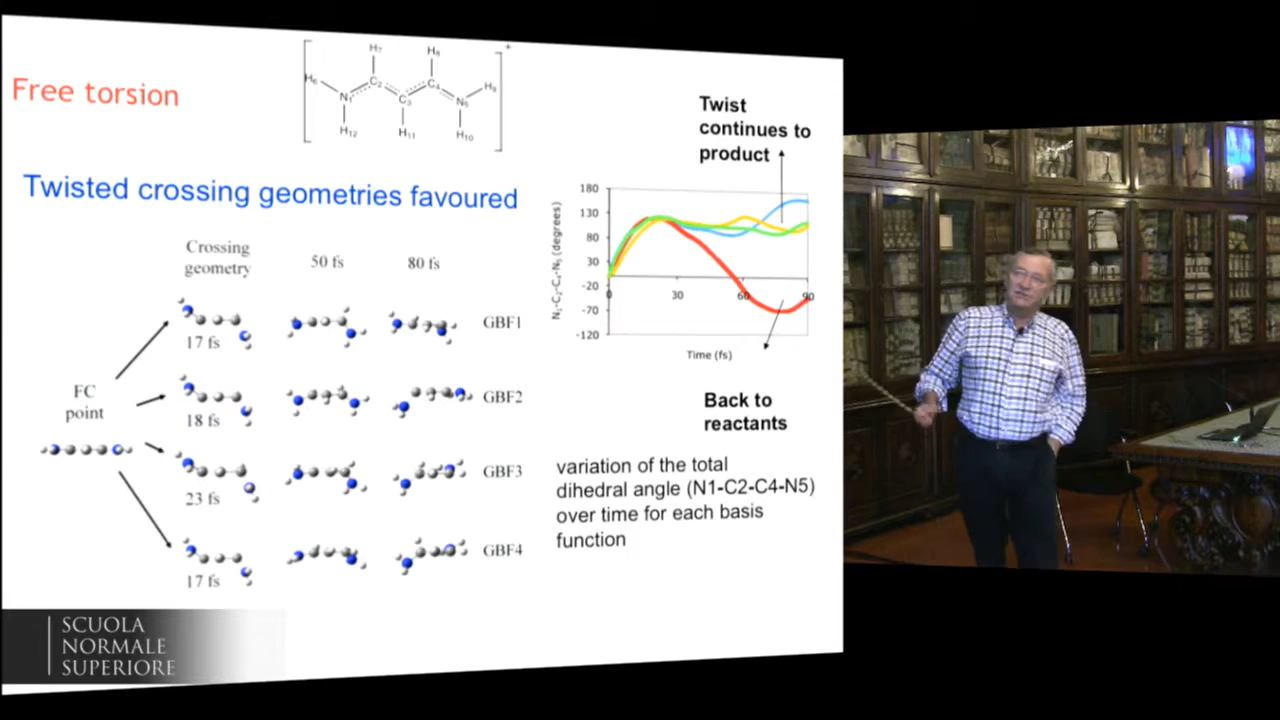 Free torsion
H7
H8
H6
C2
C4
H9
N1
C3
N5
H12
H11
H10
+
Twisted crossing geometries favoured
Crossing
geometry
50 fs
80 fs
17 fs
GBF1
FC
point
18 fs
GBF2
23 fs
GBF3
17 fs
GBF4
Twist
continues to
product
180
130
80
30
-20
-70
-120
0
30
60
90
N1-C2-C4-N5 (degrees)
Time (fs)
Back to
reactants
variation of the total
dihedral angle (N1-C2-C4-N5)
over time for each basis
function
SCUOLA
NORMALE
SUPERIORE